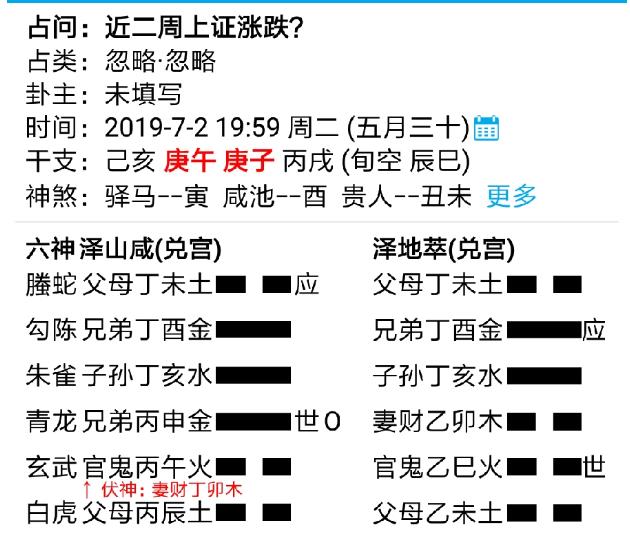 占问：近二周上证涨跌？
占类：忽略·忽略
卦主：未填写
时间：2019-7-2 19:59 周二 (五月三十)
干支：己亥 庚午 庚子 丙戌 (旬空 辰巳)
神煞：驿马--寅 咸池--酉 贵人--丑未 更多
六神 泽山咸(兑宫) 泽地萃(兑宫)
螣蛇 父母丁未土 应 父母丁未土
勾陈 兄弟丁酉金 兄弟丁酉金 应
朱雀 子孙丁亥水 子孙丁亥水
青龙 兄弟丙申金 世O 妻财乙卯木
玄武 官鬼丙午火 官鬼乙巳火 世
↑ 伏神：妻财丁卯木
白虎 父母丙辰土 父母乙未土